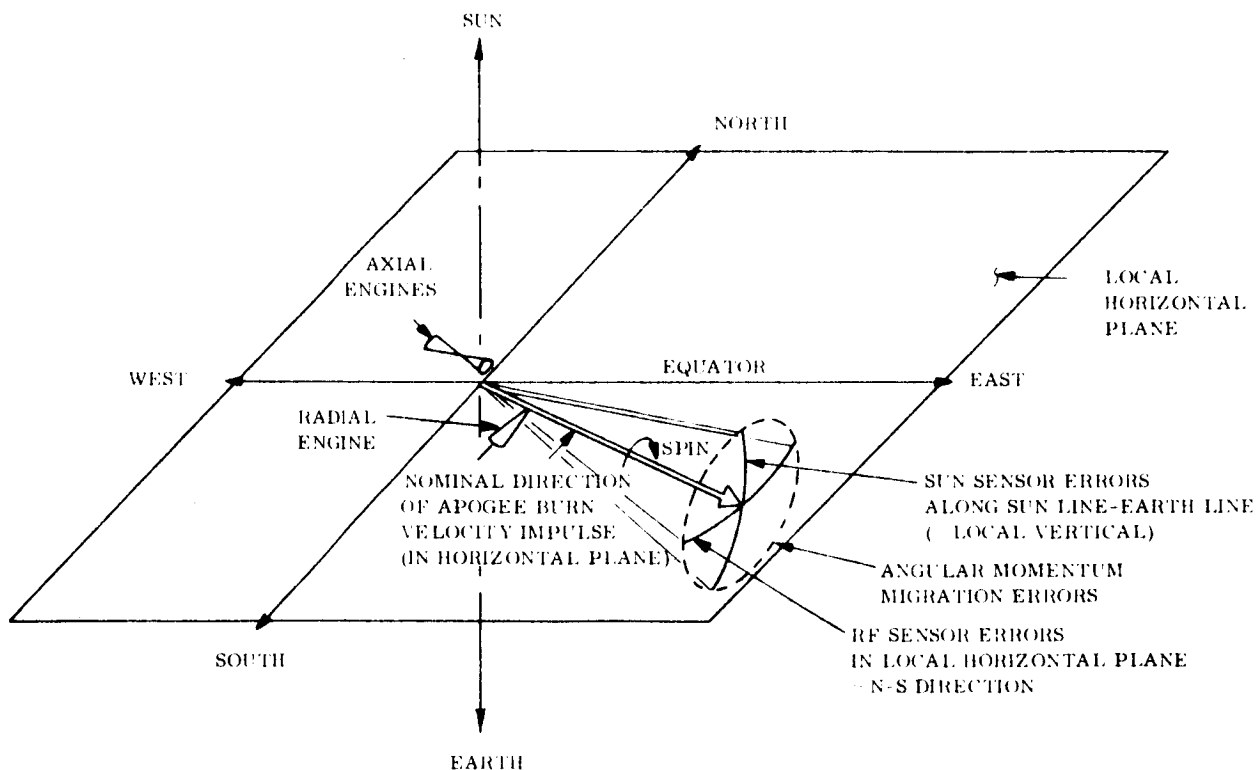 SUN
NORTH
AXIAL
ENGINES
LOCAL
HORIZONTAL
PLANE
WEST
EQUATOR
EAST
RADIAL
ENGINE
SPIN
NOMINAL DIRECTION
OF APOGEE BURN
VELOCITY IMPULSE
(IN HORIZONTAL PLANE)
SUN SENSOR ERRORS
ALONG SUN LINE-EARTH LINE
( LOCAL VERTICAL)
ANGULAR MOMENTUM
MIGRATION ERRORS
RF SENSOR ERRORS
IN LOCAL HORIZONTAL PLANE
N-S DIRECTION
SOUTH
EARTH